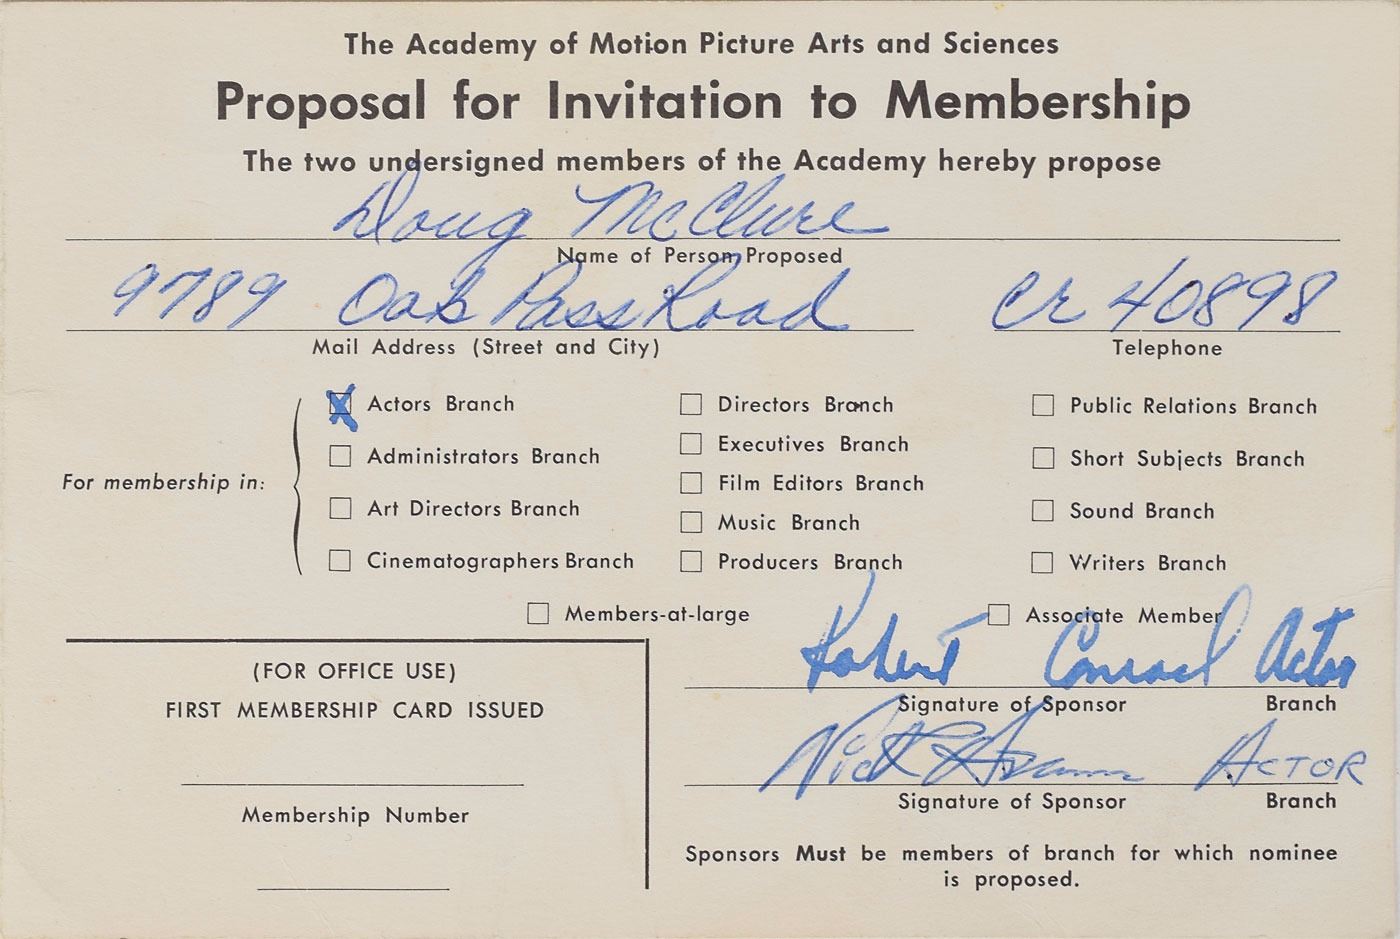 The Academy of Motion Picture Arts and Sciences
Proposal for Invitation to Membership
The two undersigned members of the Academy hereby propose
Doug McClure
Name of Person Proposed
9789 Oak Pass Road CR 40898
Mail Address (Street and City) Telephone
For membership in:
X Actors Branch
Administrators Branch
Art Directors Branch
Cinematographers Branch
Directors Branch
Executives Branch
Film Editors Branch
Music Branch
Producers Branch
Public Relations Branch
Short Subjects Branch
Sound Branch
Writers Branch
Members-at-large
Associate Member
(FOR OFFICE USE)
FIRST MEMBERSHIP CARD ISSUED
Membership Number
Robert Conrad Actor
Signature of Sponsor Branch
Nick Actor
Signature of Sponsor Branch
Sponsors Must be members of branch for which nominee
is proposed.